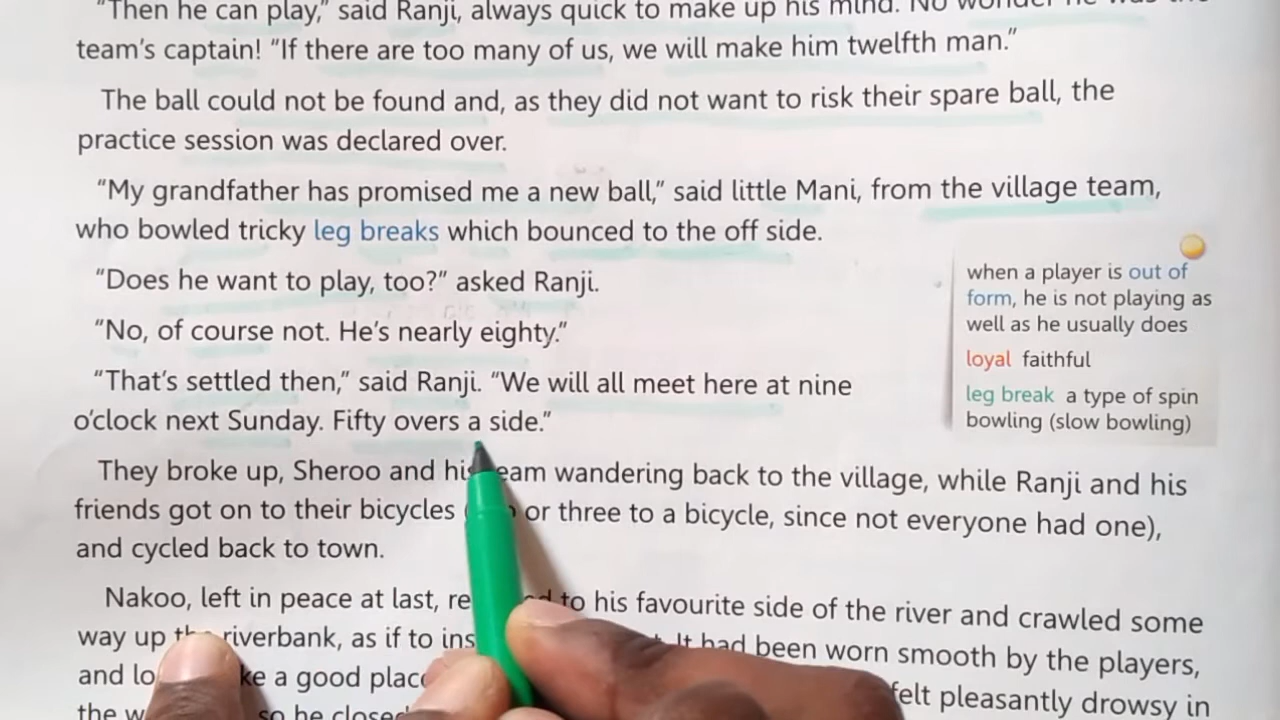 "Then he can play," said Ranji, always quick to make up his mind. No wonder he was the
team's captain! "If there are too many of us, we will make him twelfth man."
The ball could not be found and, as they did not want to risk their spare ball, the
practice session was declared over.
"My grandfather has promised me a new ball," said little Mani, from the village team,
who bowled tricky leg breaks which bounced to the off side.
"Does he want to play, too?" asked Ranji.
"No, of course not. He's nearly eighty."
"That's settled then," said Ranji. "We will all meet here at nine
o'clock next Sunday. Fifty overs a side."
They broke up, Sheroo and his team wandering back to the village, while Ranji and his
friends got on to their bicycles or three to a bicycle, since not everyone had one),
and cycled back to town.
Nakoo, left in peace at last, to his favourite side of the river and crawled some
way up the riverbank, as if to It had been worn smooth by the players,
and a good place
felt pleasantly drowsy in
the so he closed
when a player is out of
form, he is not playing as
well as he usually does
loyal faithful
leg break a type of spin
bowling (slow bowling)